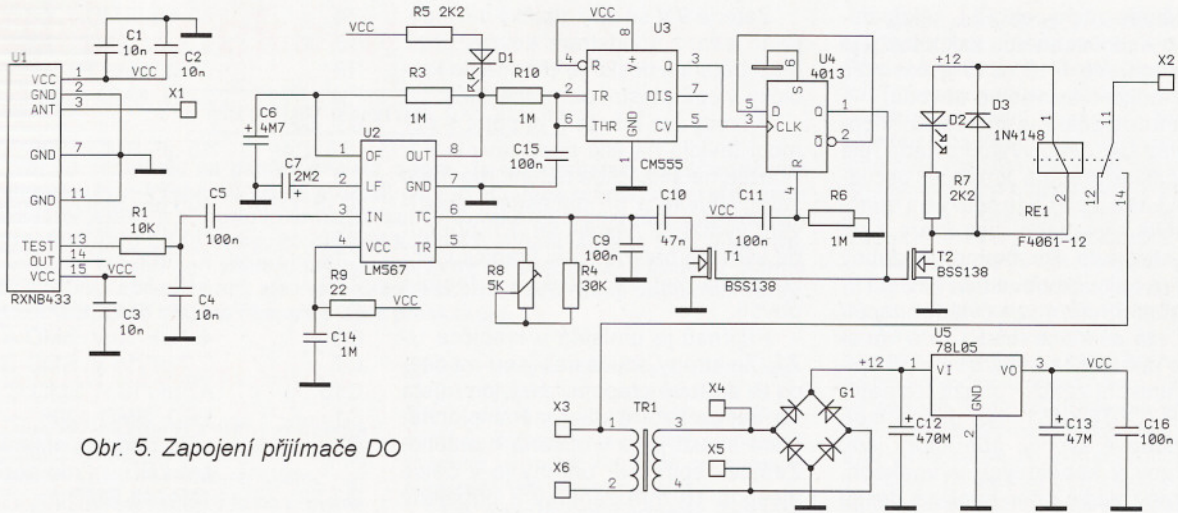 U1
VCC 1
GND 2
ANT 3
GND 7
GND 11
TEST 13
OUT 14
VCC 15
RXNB433
C1
10n
C2
10n
VCC
X1
R1
10K
C5
100n
C4
10n
VCC
C3
10n
VCC
R5 2K2
D1
R3
1M
R10
1M
C6
4M7
+
C7
2M2
+
U2
1 OF
2 LF
3 IN
4 VCC
OUT 8
GND 7
TC 6
TR 5
LM567
R9
22
VCC
C14
1M
R8
5K
R4
30K
C9
100n
C15
100n
VCC
8
U3
4 R
V+
2 TR
6 THR
Q 3
DIS 7
CV 5
GND
1
CM555
C10
47n
T1
BSS138
VCC
C11
100n
R6
1M
U4
4013
6
S
5 D
3 CLK
Q 1
Q 2
R
4
+12
D2
D3
1N4148
R7
2K2
T2
BSS138
1
2
RE1
F4061-12
11
12
14
X2
X3
X6
TR1
1
2
3
4
X4
X5
G1
+12
U5
78L05
1 VI
VO 3
GND
2
VCC
+
C12
470M
+
C13
47M
C16
100n
Obr. 5. Zapojení přijímače DO